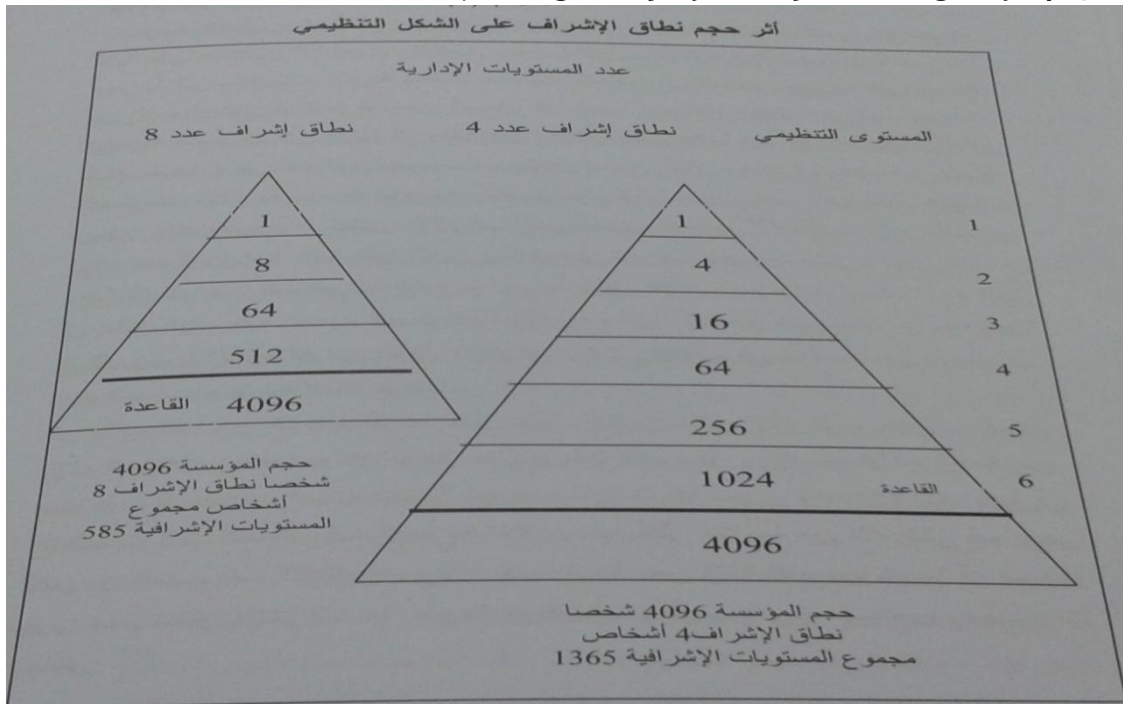 أثر حجم نطاق الإشراف على الشكل التنظيمي
عدد المستويات الإدارية
المستوى التنظيمي نطاق إشراف عدد 4 نطاق إشراف عدد 8
1 1 1
2 4 8
3 16 64
4 64 512
5 256 4096 القاعدة
6 القاعدة 1024
4096
حجم المؤسسة 4096 شخصا
نطاق الإشراف4 أشخاص
مجموع المستويات الإشرافية 1365
حجم المؤسسة 4096
شخصا نطاق الإشراف 8
أشخاص مجموع
المستويات الإشرافية 585